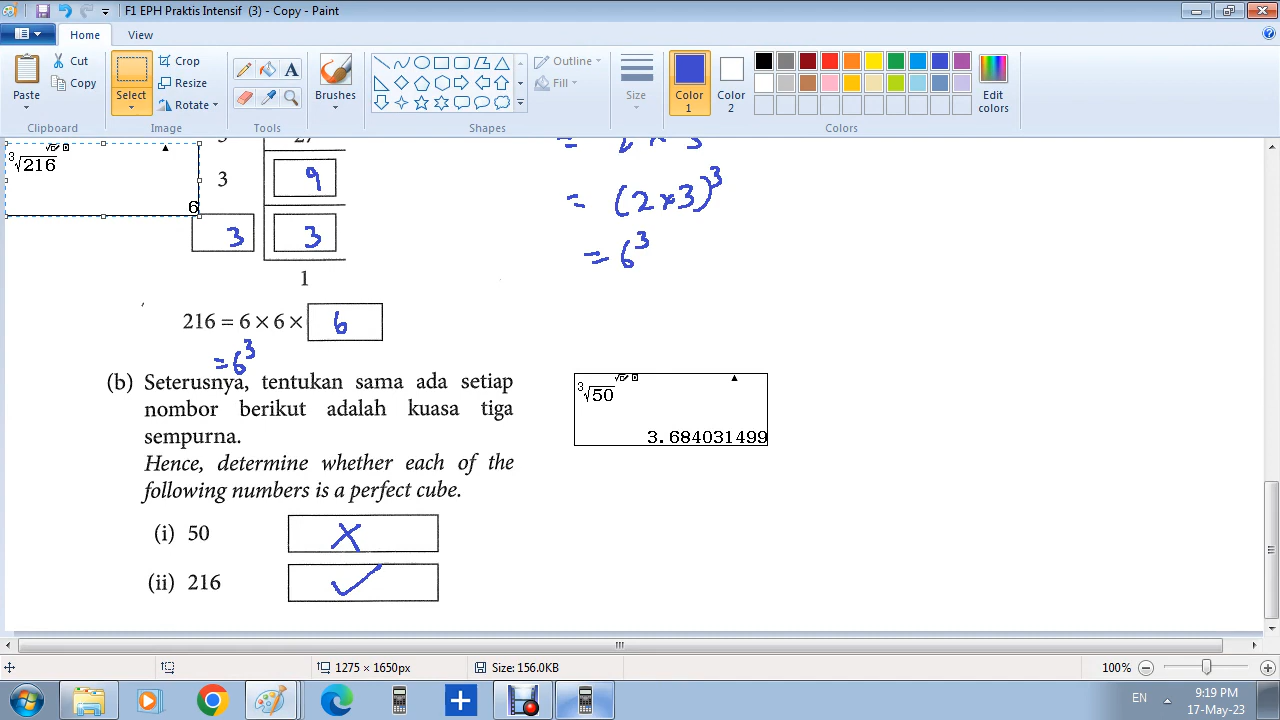 F1 EPH Praktis Intensif (3) - Copy - Paint
Home View
Cut
Copy
Paste
Clipboard
Select
Crop
Resize
Rotate
Image
A
Tools
Brushes
Shapes
Outline
Fill
Size
Color 1
Color 2
Edit colors
Colors
³√216
6
3 9
3 3
1
= (2 × 3)³
= 6³
216 = 6 × 6 × 6
= 6³
(b) Seterusnya, tentukan sama ada setiap
nombor berikut adalah kuasa tiga
sempurna.
Hence, determine whether each of the
following numbers is a perfect cube.
³√50
3.684031499
(i) 50 ✗
(ii) 216 ✓
1275 × 1650px
Size: 156.0KB
100%
EN
9:19 PM
17-May-23